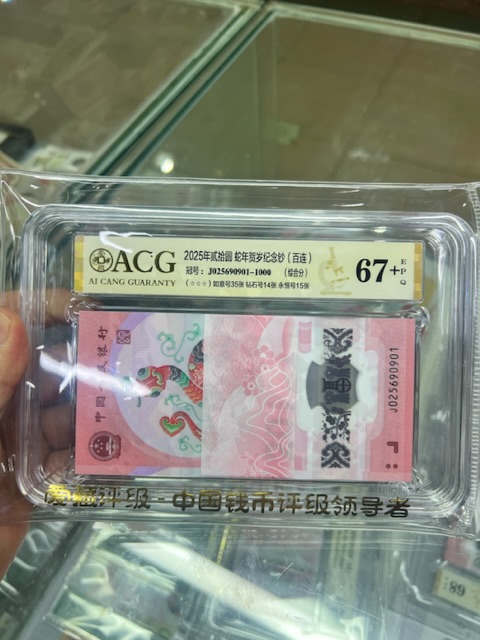 ACG
AI CANG GUARANTY
2025年贰拾圆 蛇年贺岁纪念钞（百连）
冠号：J025690901-1000 （综合分）
(☆☆☆) 如意号35张 钻石号14张 永恒号15张
67+
EPQ
中国人民银行
J025690901
爱藏评级-中国钱币评级领导者
68